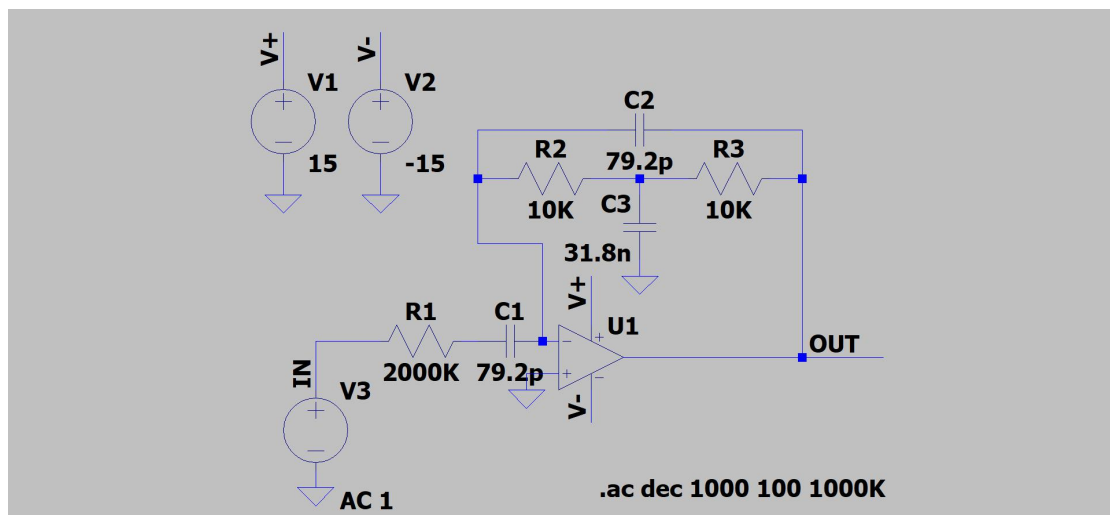 V+
V-
V1
V2
15
-15
C2
R2
79.2p
R3
10K
C3
10K
31.8n
V+
R1
C1
U1
OUT
2000K
79.2p
IN
V3
V-
AC 1
.ac dec 1000 100 1000K